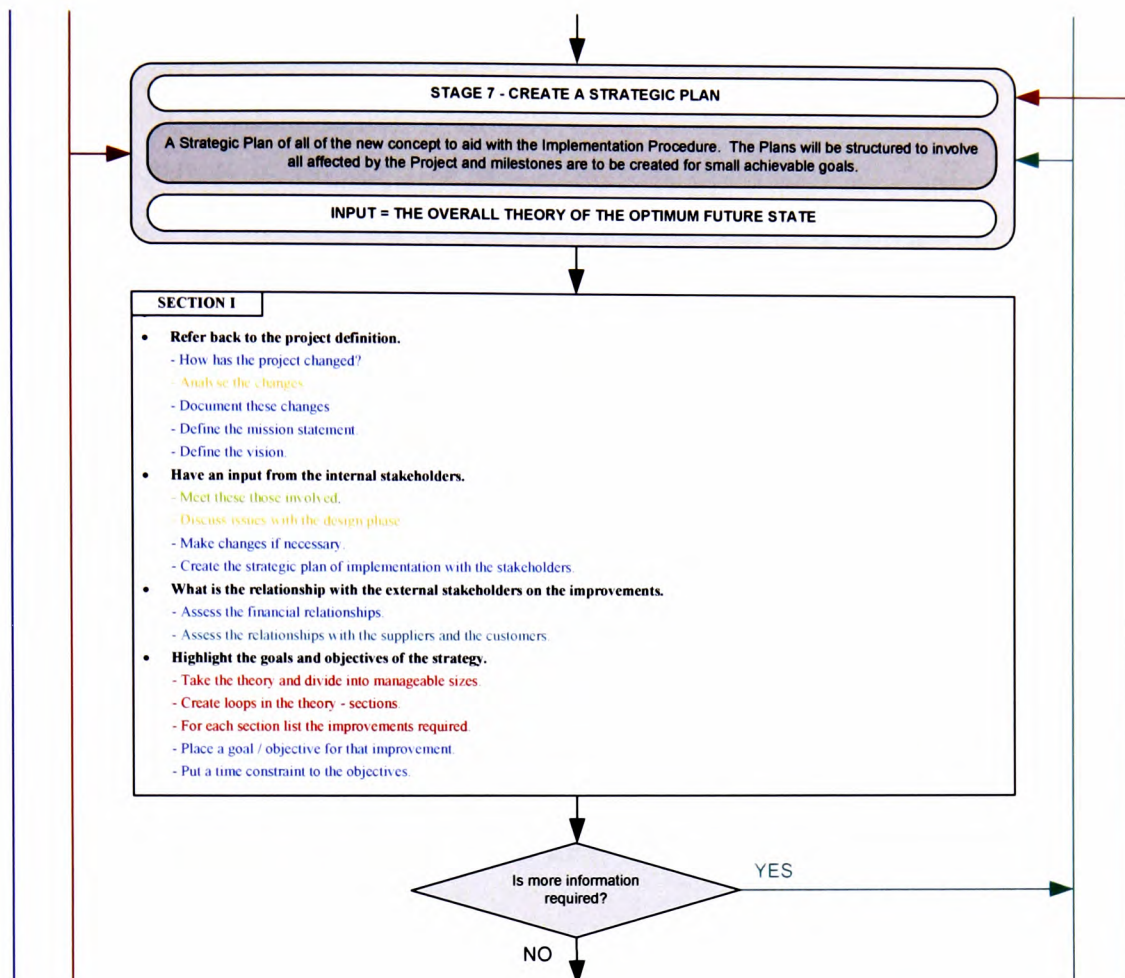 STAGE 7 - CREATE A STRATEGIC PLAN
A Strategic Plan of all of the new concept to aid with the Implementation Procedure. The Plans will be structured to involve
all affected by the Project and milestones are to be created for small achievable goals.
INPUT = THE OVERALL THEORY OF THE OPTIMUM FUTURE STATE
SECTION I
• Refer back to the project definition.
- How has the project changed?
- Analyse the changes
- Document these changes
- Define the mission statement.
- Define the vision.
• Have an input from the internal stakeholders.
- Meet these those involved.
- Discuss issues with the design phase
- Make changes if necessary.
- Create the strategic plan of implementation with the stakeholders.
• What is the relationship with the external stakeholders on the improvements.
- Assess the financial relationships.
- Assess the relationships with the suppliers and the customers.
• Highlight the goals and objectives of the strategy.
- Take the theory and divide into manageable sizes.
- Create loops in the theory - sections.
- For each section list the improvements required.
- Place a goal / objective for that improvement.
- Put a time constraint to the objectives.
Is more information
required?
YES
NO